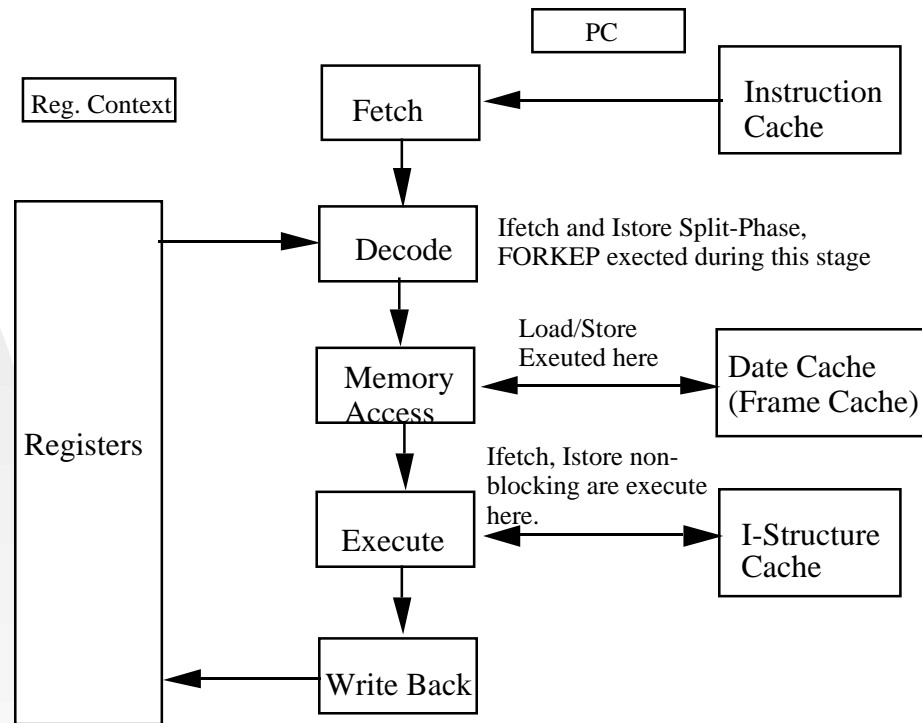 PC
Reg. Context
Fetch
Instruction
Cache
Decode
Ifetch and Istore Split-Phase,
FORKEP exected during this stage
Load/Store
Exeuted here
Memory
Access
Date Cache
(Frame Cache)
Registers
Ifetch, Istore non-
blocking are execute
here.
Execute
I-Structure
Cache
Write Back